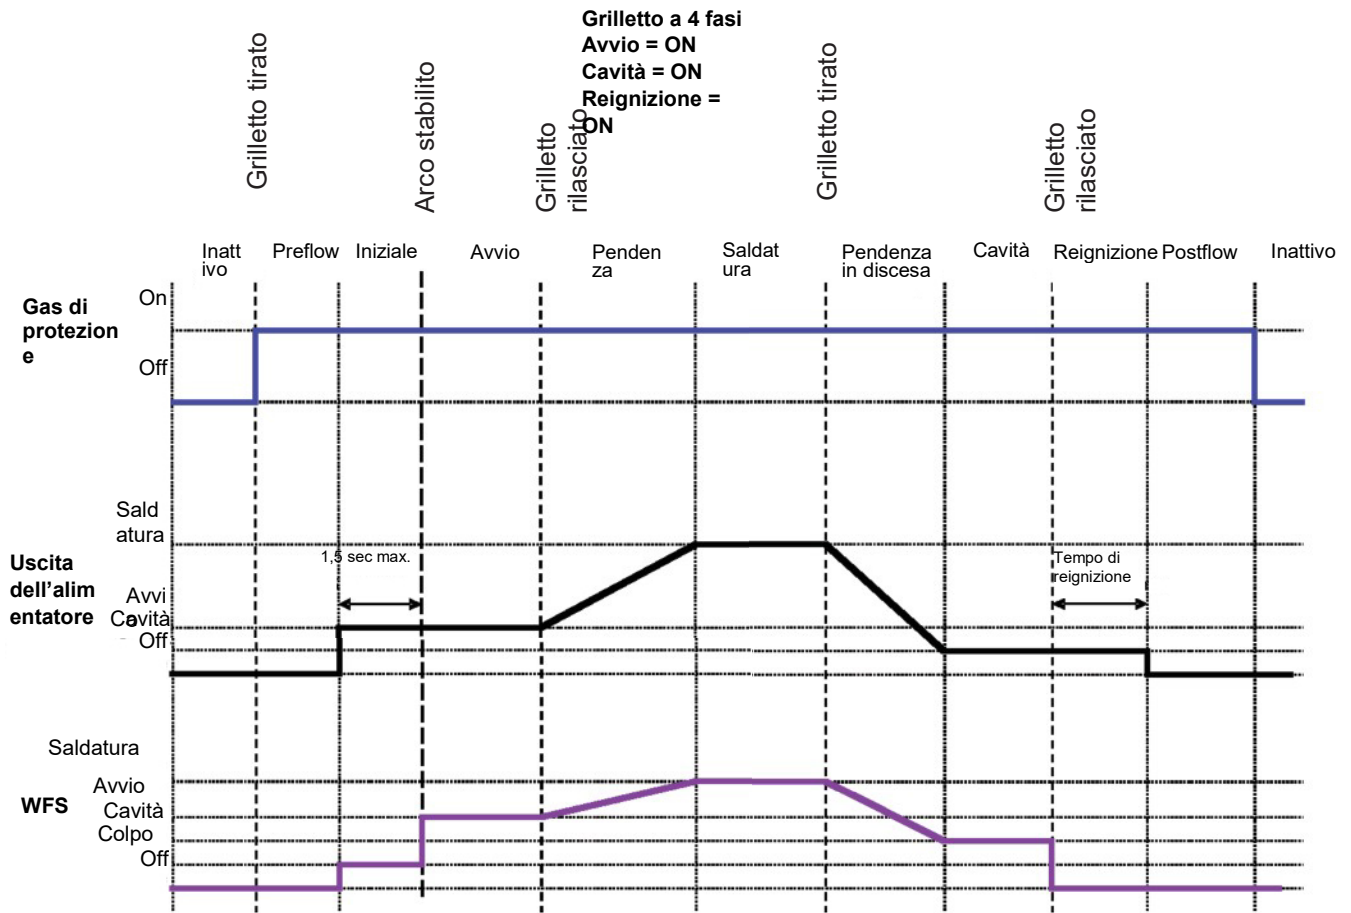 Grilletto a 4 fasi
Avvio = ON
Cavità = ON
Reignizione =
ON
Grilletto tirato
Arco stabilito
Grilletto
rilasciato
Grilletto tirato
Grilletto
rilasciato
Inatt
ivo
Preflow
Iniziale
Avvio
Penden
za
Saldat
ura
Pendenza
in discesa
Cavità
Reignizione
Postflow
Inattivo
Gas di
protezion
e
On
Off
Uscita
dell'alim
entatore
Sald
atura
Avvi
o
Cavità
Off
1,5 sec max.
Tempo di
reignizione
WFS
Saldatura
Avvio
Cavità
Colpo
Off